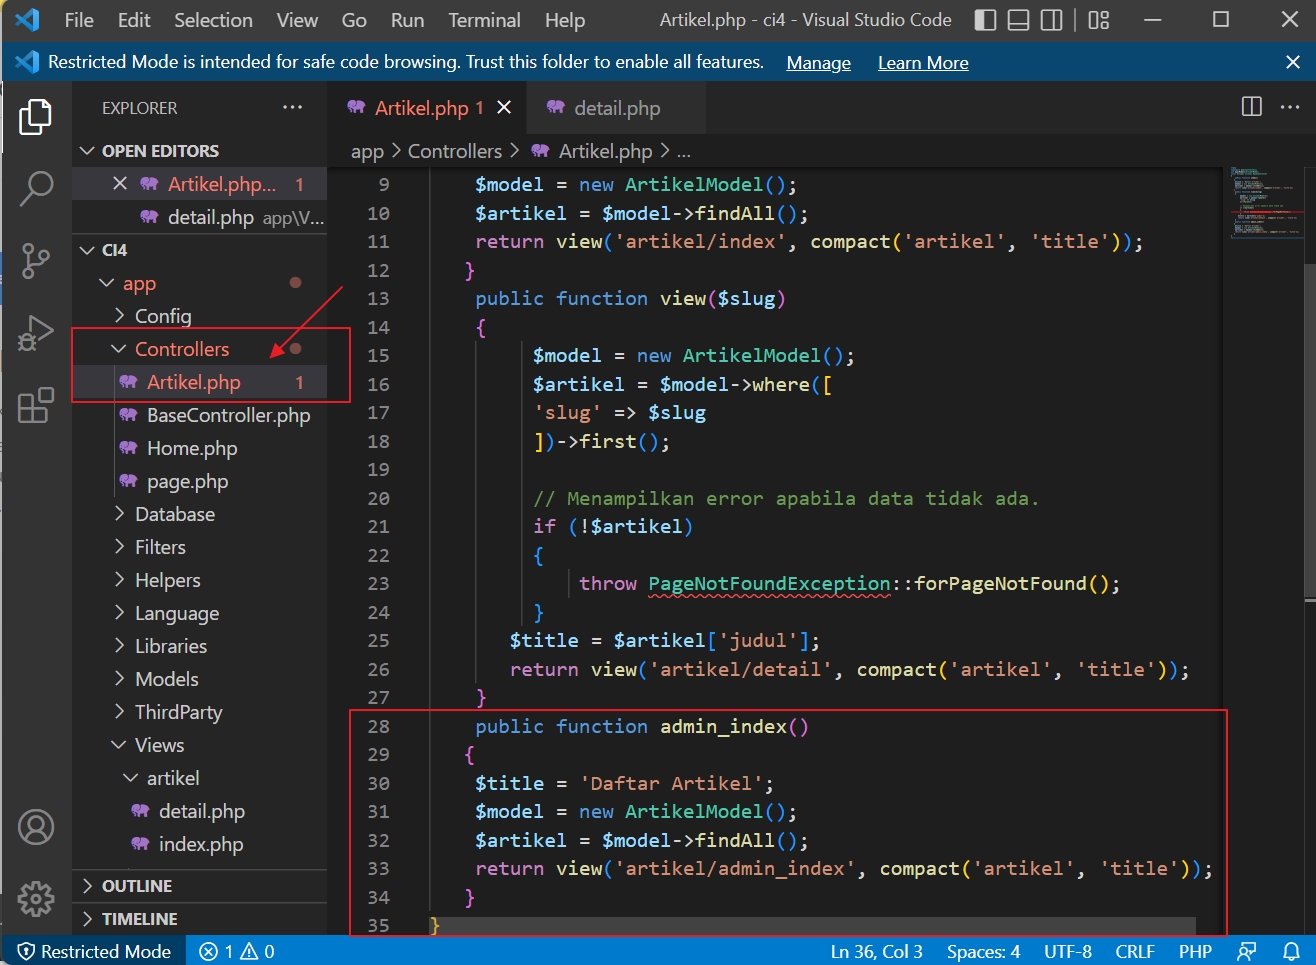 File Edit Selection View Go Run Terminal Help Artikel.php - ci4 - Visual Studio Code
Restricted Mode is intended for safe code browsing. Trust this folder to enable all features. Manage Learn More
EXPLORER
OPEN EDITORS
Artikel.php... 1
detail.php app\V...
CI4
app
Config
Controllers
Artikel.php 1
BaseController.php
Home.php
page.php
Database
Filters
Helpers
Language
Libraries
Models
ThirdParty
Views
artikel
detail.php
index.php
OUTLINE
TIMELINE
Artikel.php 1 detail.php
app > Controllers > Artikel.php > ...
9 $model = new ArtikelModel();
10 $artikel = $model->findAll();
11 return view('artikel/index', compact('artikel', 'title'));
12 }
13 public function view($slug)
14 {
15 $model = new ArtikelModel();
16 $artikel = $model->where([
17 'slug' => $slug
18 ])->first();
19
20 // Menampilkan error apabila data tidak ada.
21 if (!$artikel)
22 {
23 throw PageNotFoundException::forPageNotFound();
24 }
25 $title = $artikel['judul'];
26 return view('artikel/detail', compact('artikel', 'title'));
27 }
28 public function admin_index()
29 {
30 $title = 'Daftar Artikel';
31 $model = new ArtikelModel();
32 $artikel = $model->findAll();
33 return view('artikel/admin_index', compact('artikel', 'title'));
34 }
35 }
Restricted Mode 1 0 Ln 36, Col 3 Spaces: 4 UTF-8 CRLF PHP